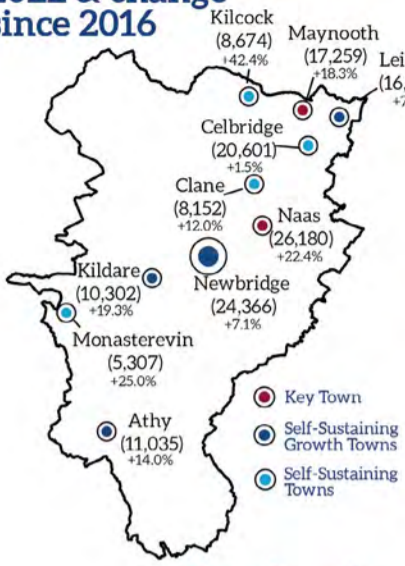 since 2016
Kilcock
(8,674)
+42.4%
Maynooth
(17,259)
+18.3%
Celbridge
(20,601)
+1.5%
Clane
(8,152)
+12.0%
Naas
(26,180)
+22.4%
Kildare
(10,302)
+19.3%
Newbridge
(24,366)
+7.1%
Monasterevin
(5,307)
+25.0%
Athy
(11,035)
+14.0%
Key Town
Self-Sustaining
Growth Towns
Self-Sustaining
Towns